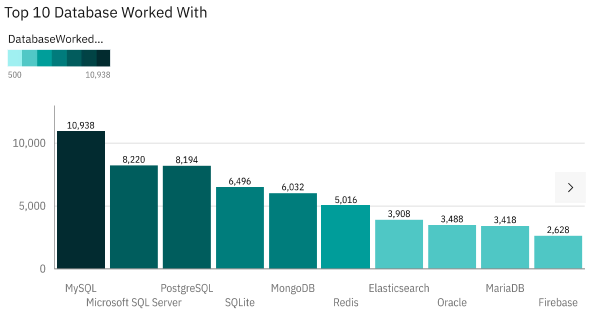 Top 10 Database Worked With
DatabaseWorked...
500 10,938
10,938
8,220
8,194
6,496
6,032
5,016
3,908
3,488
3,418
2,628
10,000
5,000
0
MySQL
Microsoft SQL Server
PostgreSQL
SQLite
MongoDB
Redis
Elasticsearch
Oracle
MariaDB
Firebase